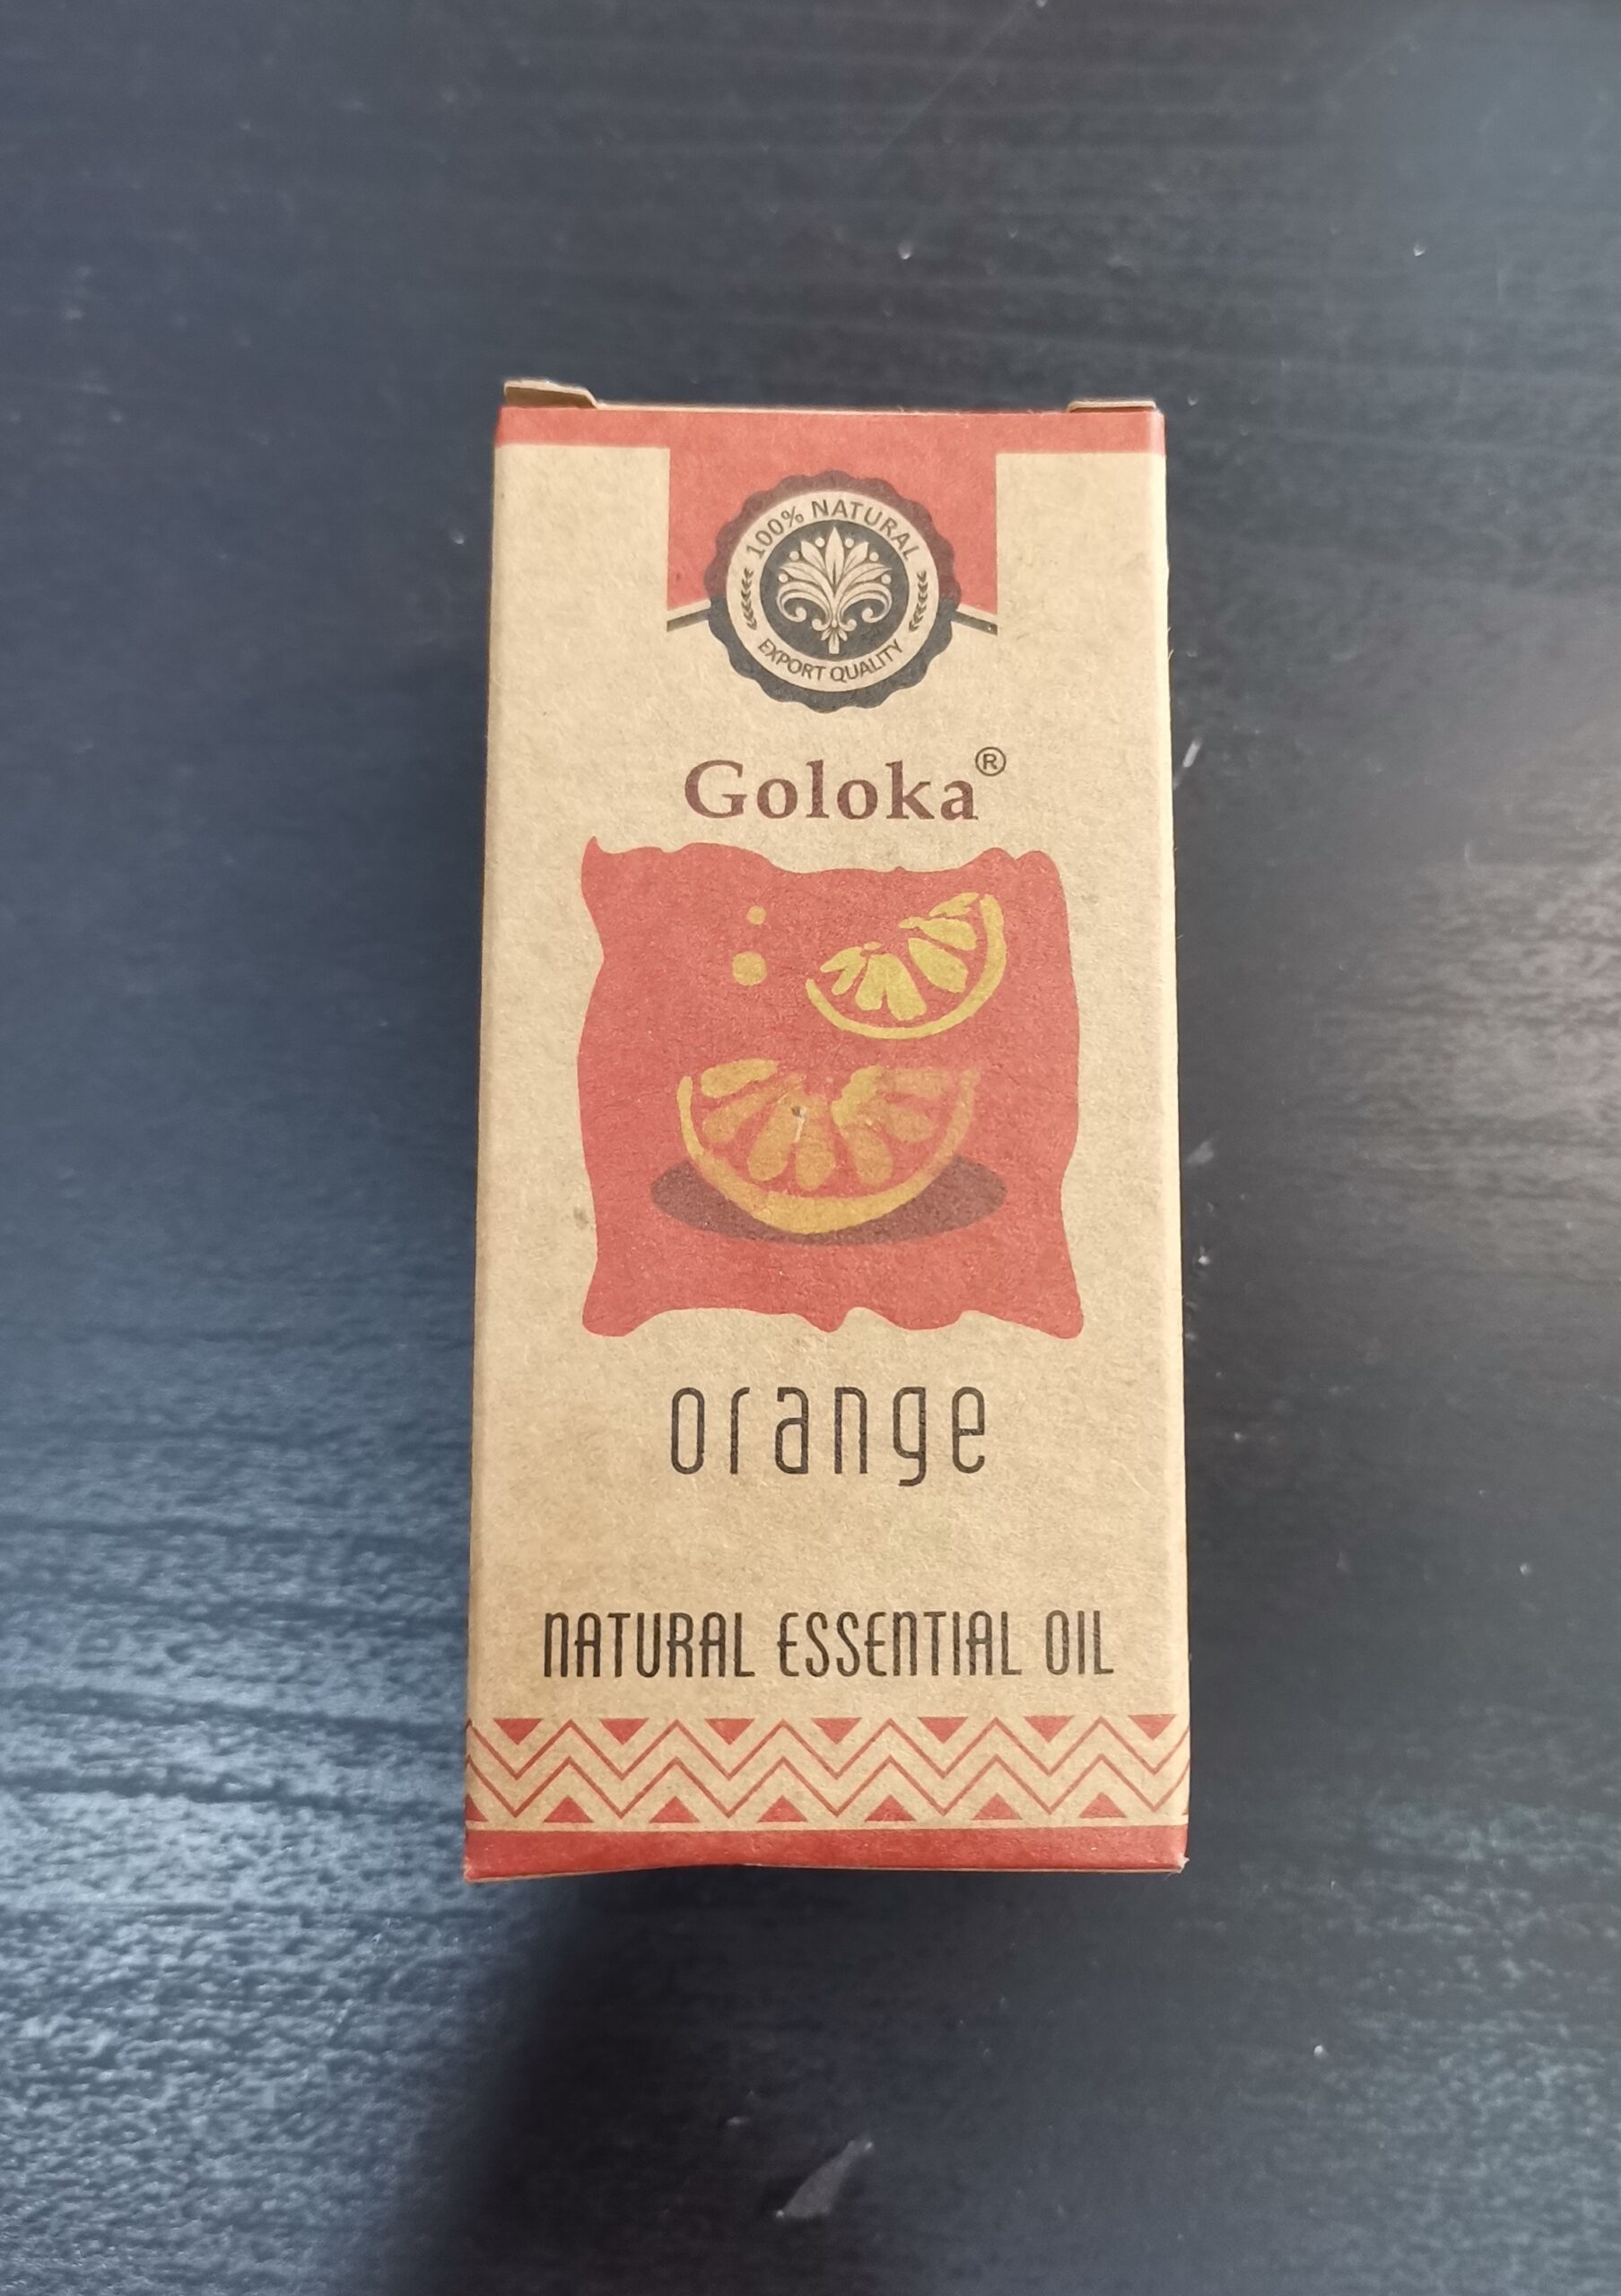 100% NATURAL
EXPORT QUALITY
Goloka®
orange
NATURAL ESSENTIAL OIL